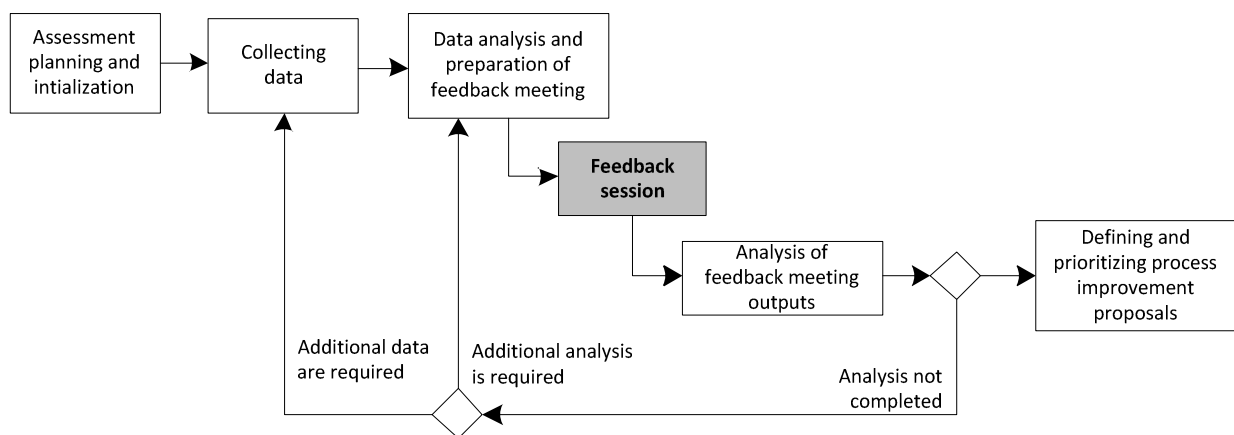 Assessment
planning and
intialization
Collecting
data
Data analysis and
preparation of
feedback meeting
Feedback
session
Analysis of
feedback meeting
outputs
Defining and
prioritizing process
improvement
proposals
Additional data
are required
Additional analysis
is required
Analysis not
completed